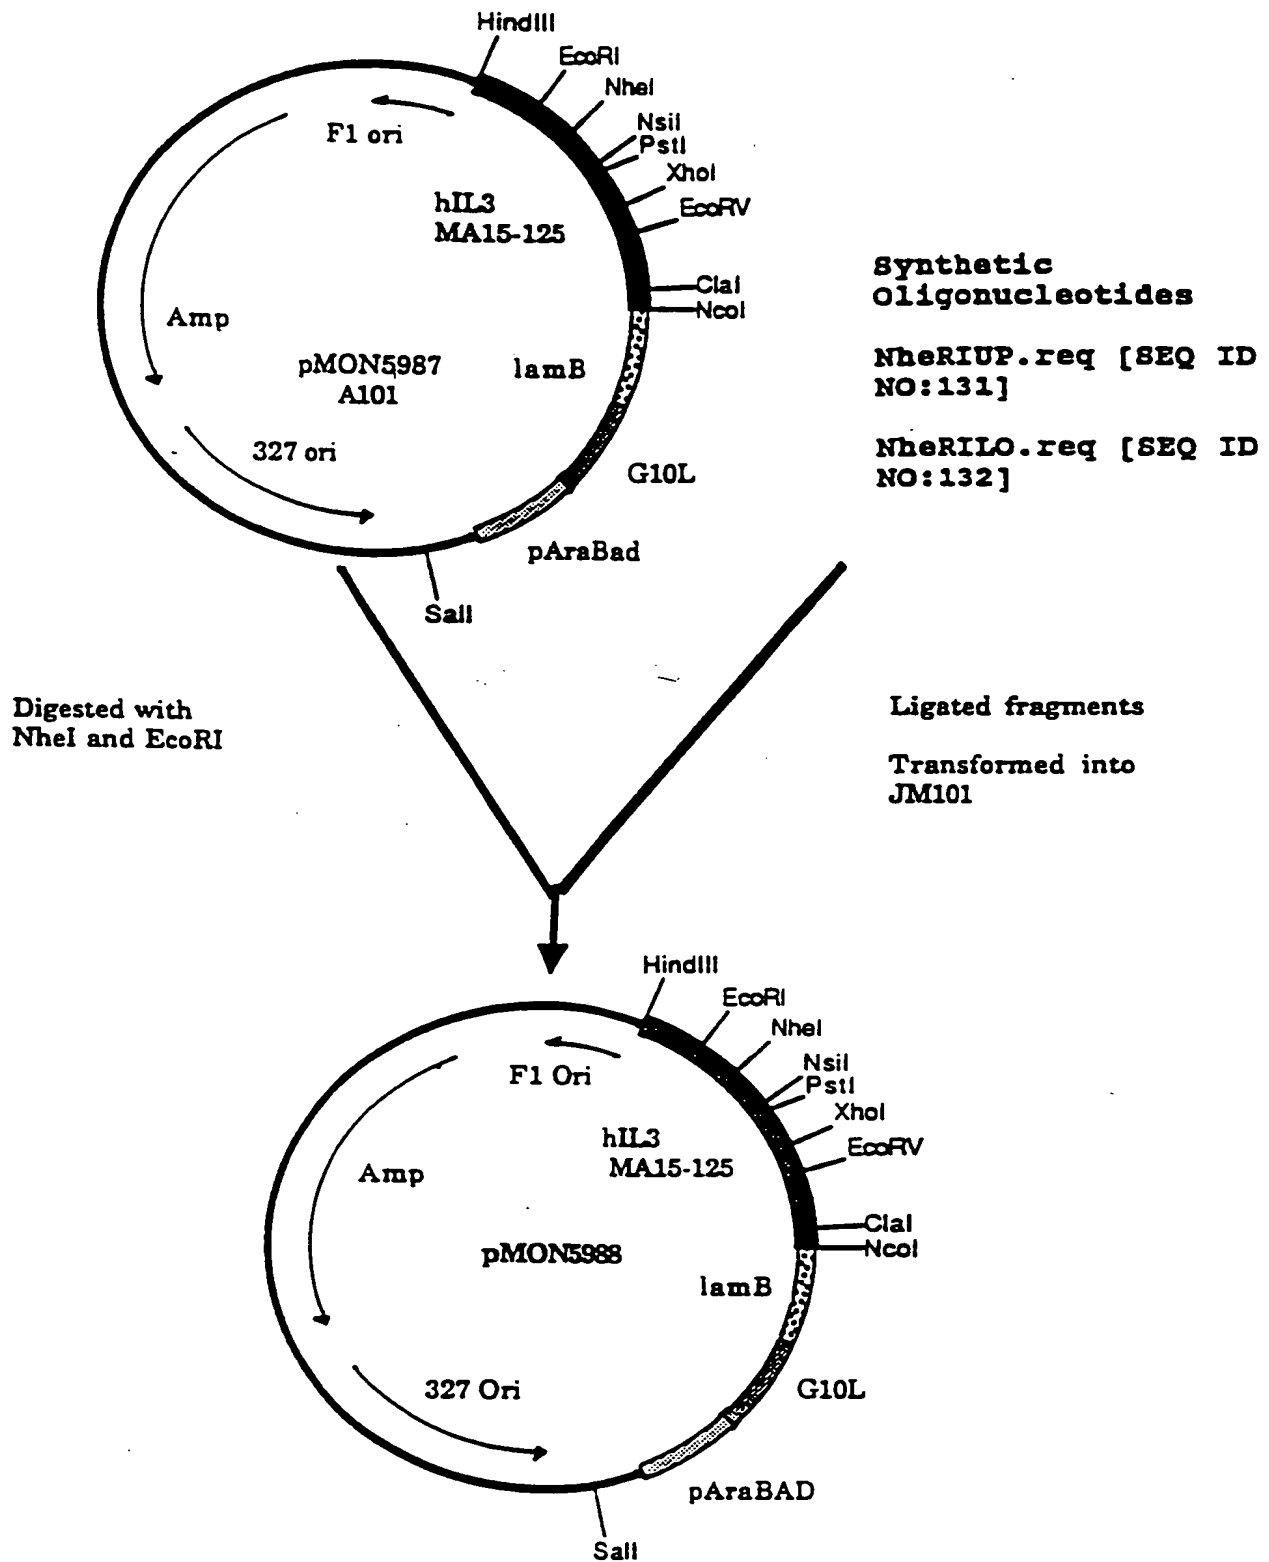 HindIII
EcoRI
NheI
NsiI
PstI
XhoI
EcoRV
ClaI
NcoI
F1 ori
hIL3
MA15-125
Amp
pMON5987
A101
lamB
327 ori
G10L
pAraBad
SalI
Synthetic
Oligonucleotides
NheRIUP.req [SEQ ID
NO:131]
NheRILO.req [SEQ ID
NO:132]
Digested with
NheI and EcoRI
Ligated fragments
Transformed into
JM101
HindIII
EcoRI
NheI
NsiI
PstI
XhoI
EcoRV
ClaI
NcoI
F1 Ori
hIL3
MA15-125
Amp
pMON5988
lamB
327 Ori
G10L
pAraBAD
SalI